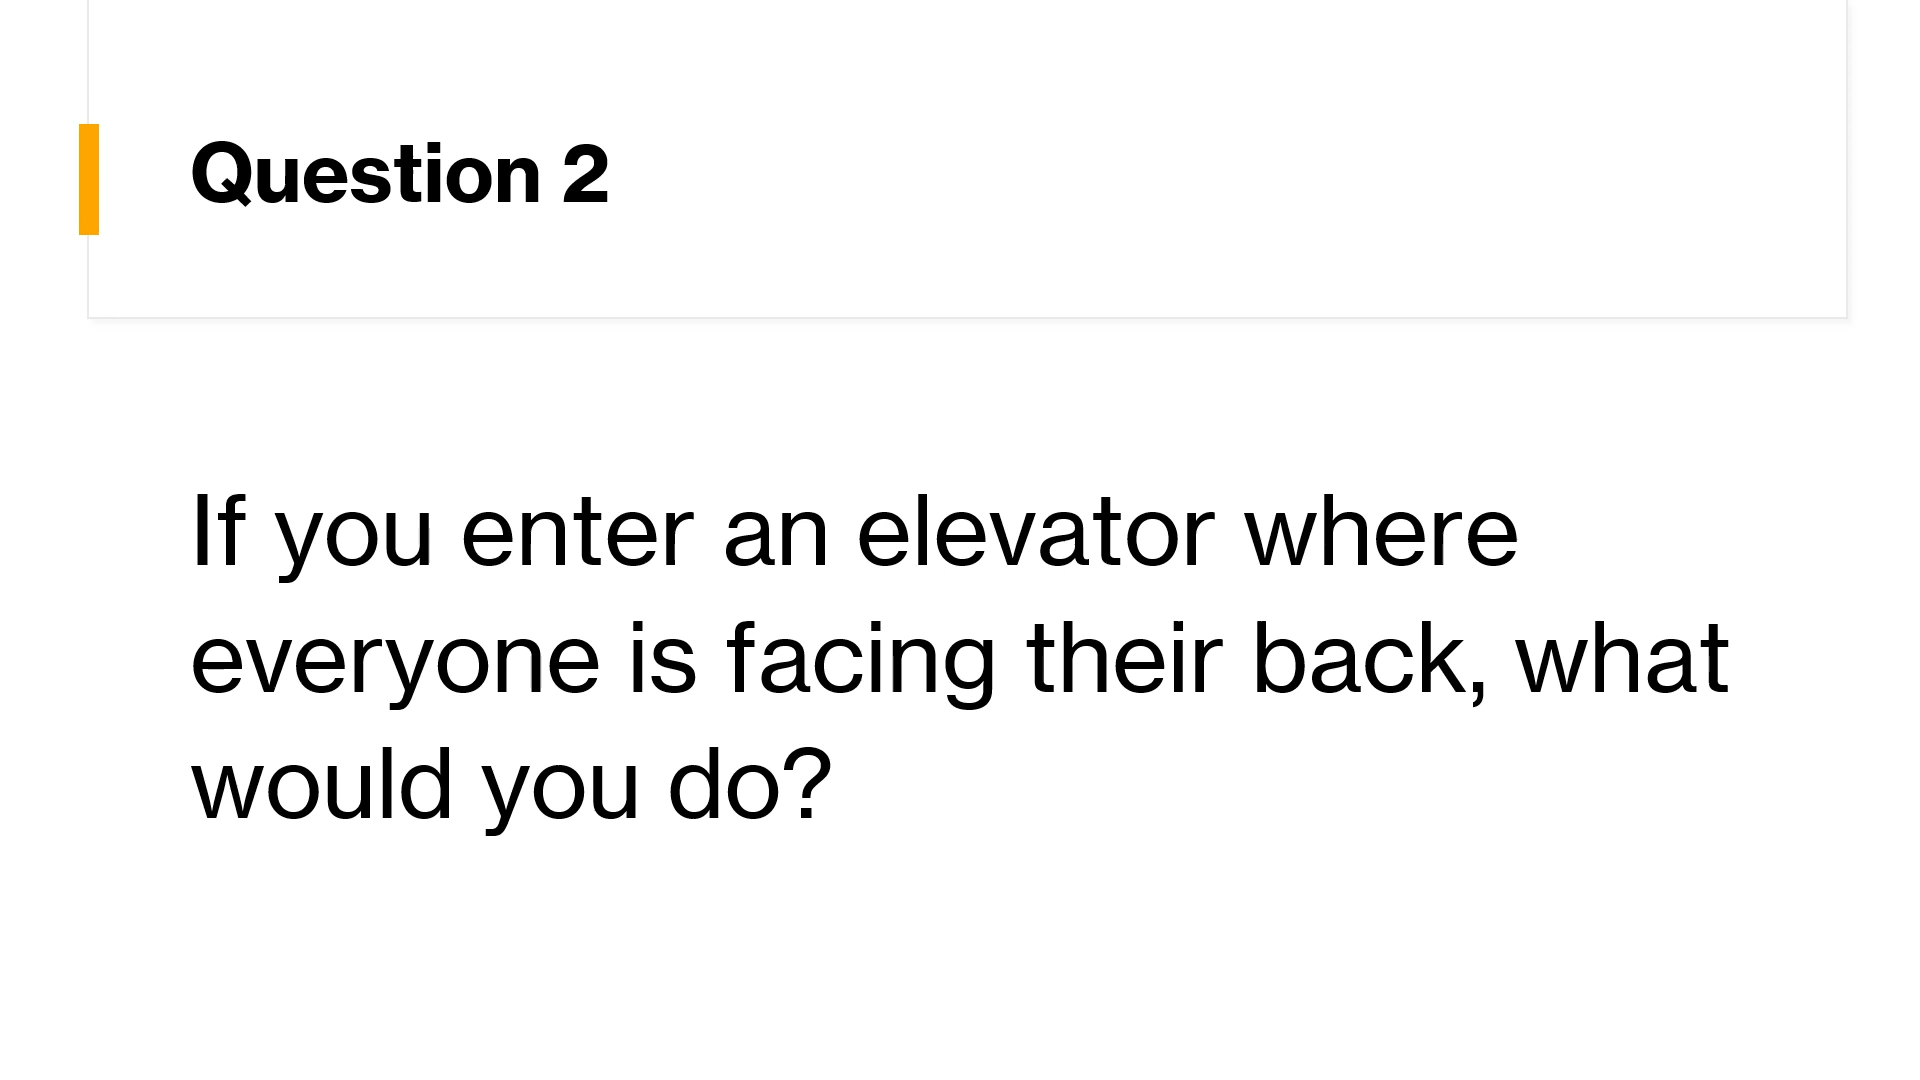 Question 2
If you enter an elevator where
everyone is facing their back, what
would you do?